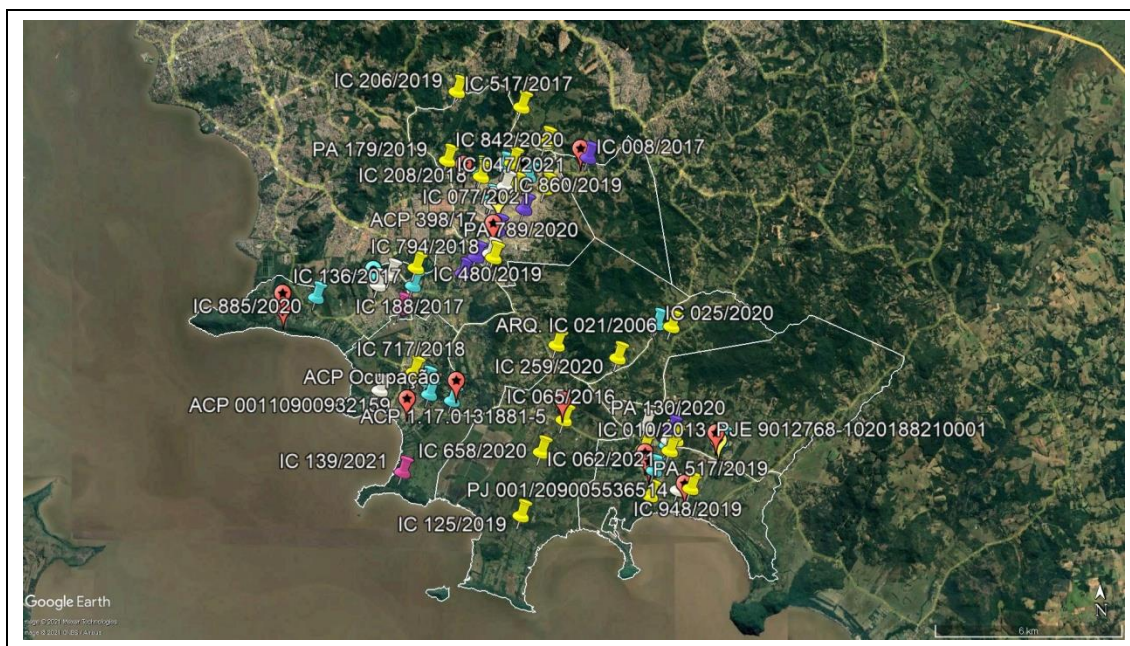 IC 206/2019
IC 517/2017
IC 842/2020
IC 008/2017
PA 179/2019
IC 047/2021
IC 208/2018
IC 860/2019
IC 077/2021
ACP 398/17
PA 789/2020
IC 794/2018
IC 136/2017
IC 480/2019
IC 885/2020
IC 188/2017
ARQ. IC 021/2006
IC 025/2020
IC 717/2018
IC 259/2020
ACP Ocupação
IC 065/2016
ACP 00110900932159
PA 130/2020
ACP 1.17.0131881-5
IC 010/2013
PJE 9012768-1020188210001
IC 658/2020
IC 062/2021
IC 139/2021
PA 517/2019
PJ 001/209005536514
IC 948/2019
IC 125/2019
Google Earth
6 km
N